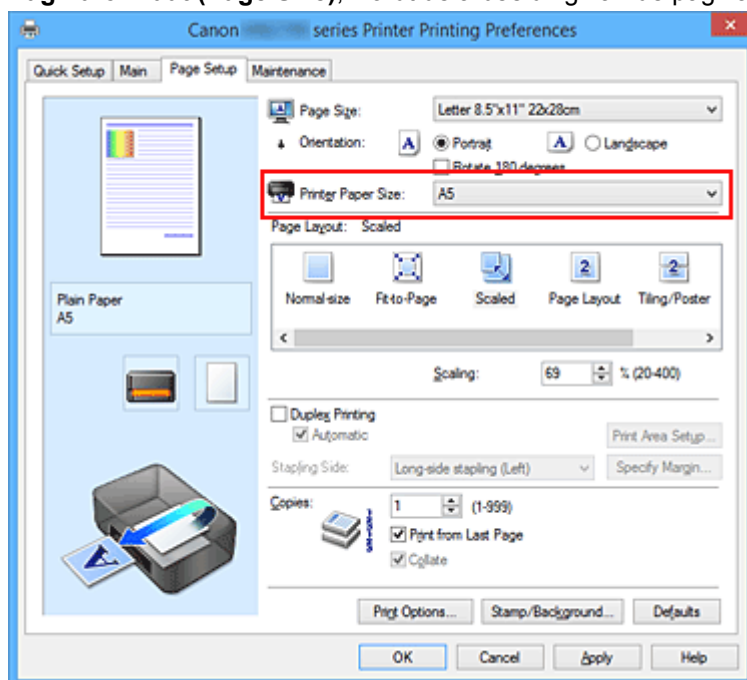 Canon series Printer Printing Preferences
Quick Setup Main Page Setup Maintenance
Page Size: Letter 8.5"x11" 22x28cm
Orientation: A Portrait A Landscape
Rotate 180 degrees
Printer Paper Size: A5
Page Layout: Scaled
Normal-size Fit-to-Page Scaled Page Layout Tiling/Poster
Plain Paper
A5
Scaling: 69 % (20-400)
Duplex Printing
Automatic
Print Area Setup...
Stapling Side: Long-side stapling (Left) Specify Margin...
Copies: 1 (1-999)
Print from Last Page
Collate
Print Options... Stamp/Background... Defaults
OK Cancel Apply Help